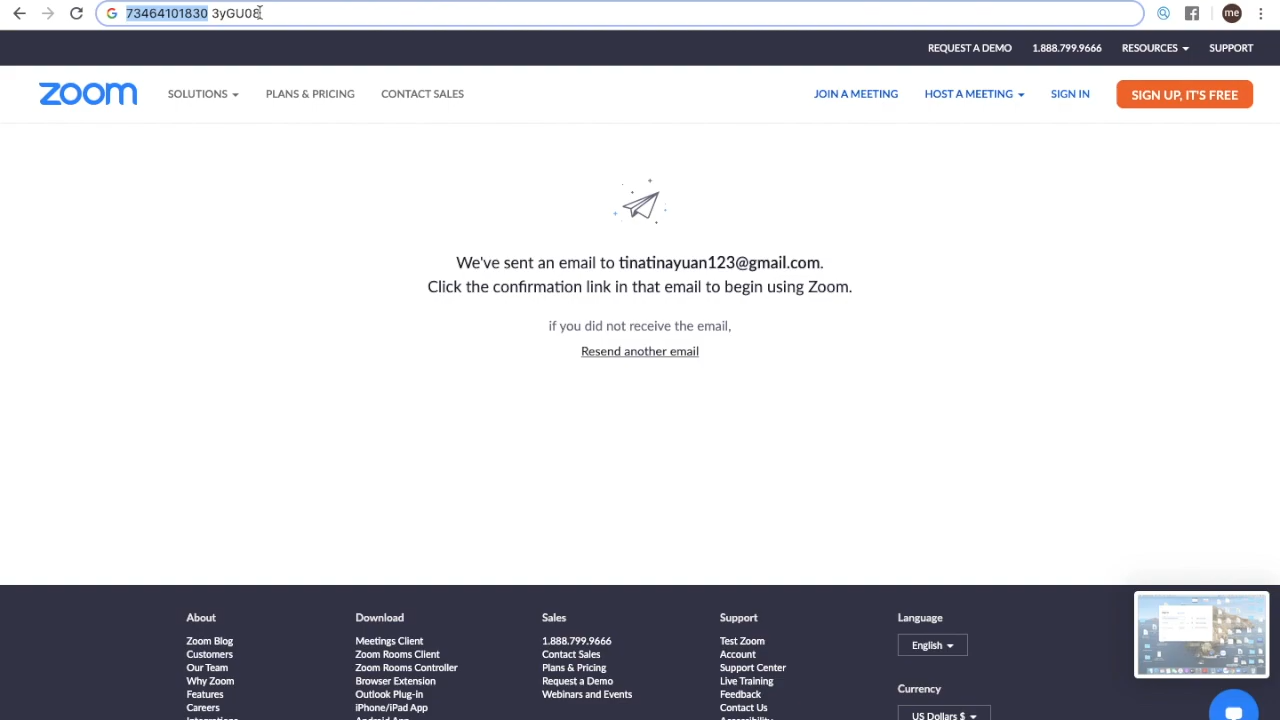 73464101830 3yGU08
me
REQUEST A DEMO 1.888.799.9666 RESOURCES SUPPORT
zoom SOLUTIONS PLANS & PRICING CONTACT SALES JOIN A MEETING HOST A MEETING SIGN IN SIGN UP, IT'S FREE
We've sent an email to tinatinayuan123@gmail.com.
Click the confirmation link in that email to begin using Zoom.
if you did not receive the email,
Resend another email
About
Zoom Blog
Customers
Our Team
Why Zoom
Features
Careers
Integrations
Download
Meetings Client
Zoom Rooms Client
Zoom Rooms Controller
Browser Extension
Outlook Plug-in
iPhone/iPad App
Android App
Sales
1.888.799.9666
Contact Sales
Plans & Pricing
Request a Demo
Webinars and Events
Support
Test Zoom
Account
Support Center
Live Training
Feedback
Contact Us
Accessibility
Language
English
Currency
US Dollars $